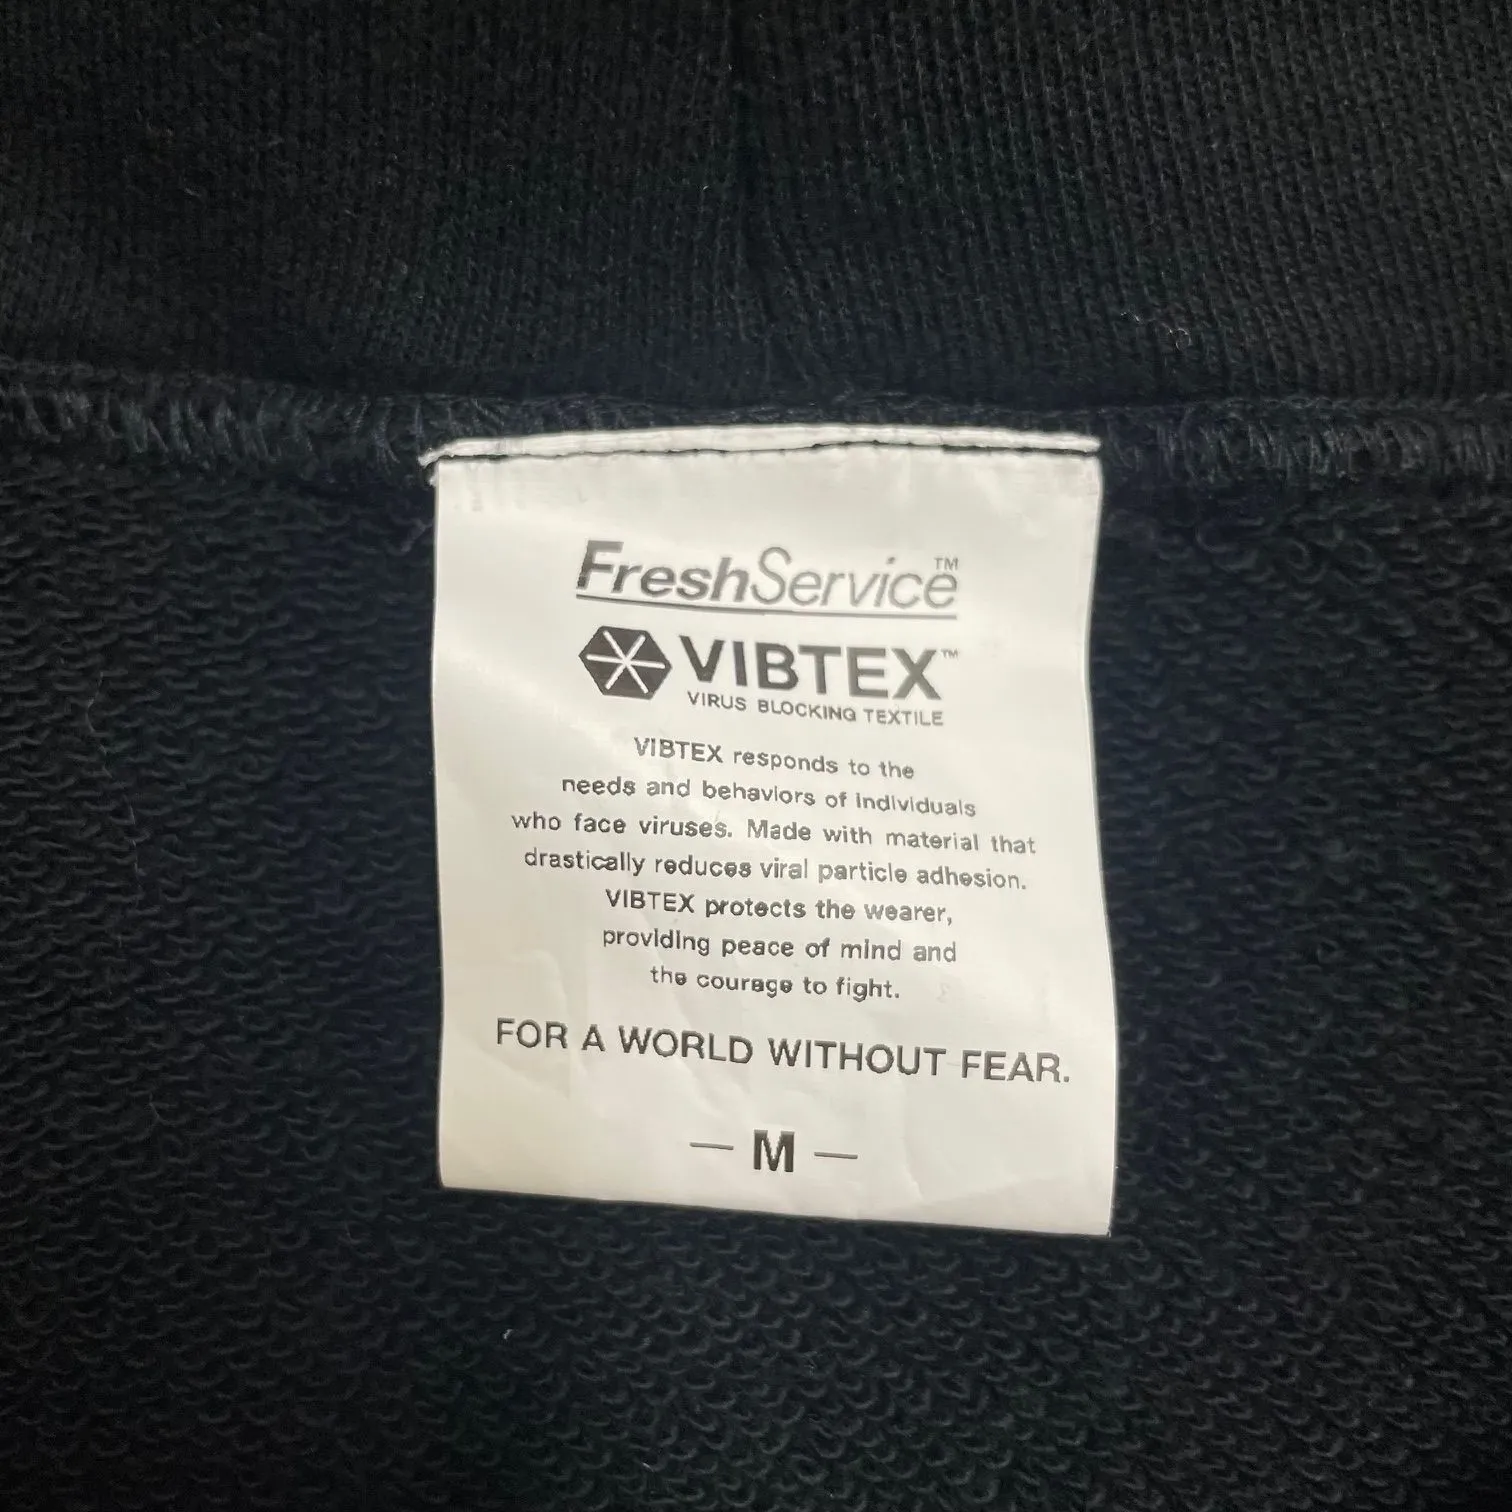 FreshService™
VIBTEX™
VIRUS BLOCKING TEXTILE
VIBTEX responds to the
needs and behaviors of individuals
who face viruses. Made with material that
drastically reduces viral particle adhesion.
VIBTEX protects the wearer,
providing peace of mind and
the courage to fight.
FOR A WORLD WITHOUT FEAR.
— M —